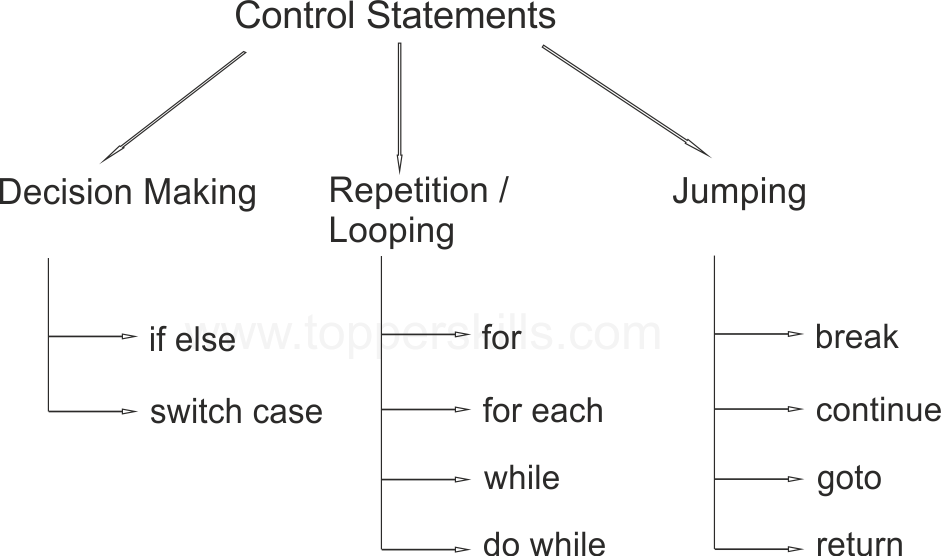 Control Statements
Decision Making
if else
switch case
Repetition /
Looping
for
for each
while
do while
Jumping
break
continue
goto
return
www.topperskills.com